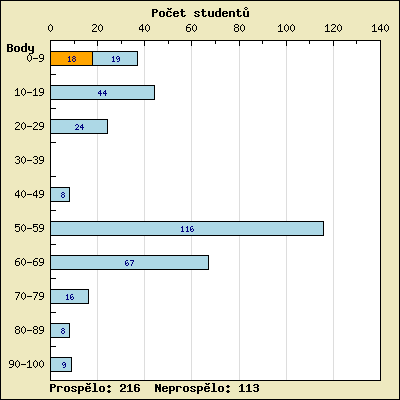 Počet studentů
0 20 40 60 80 100 120 140
Body
0-9 18 19
10-19 44
20-29 24
30-39
40-49 8
50-59 116
60-69 67
70-79 16
80-89 8
90-100 9
Prospělo: 216 Neprospělo: 113